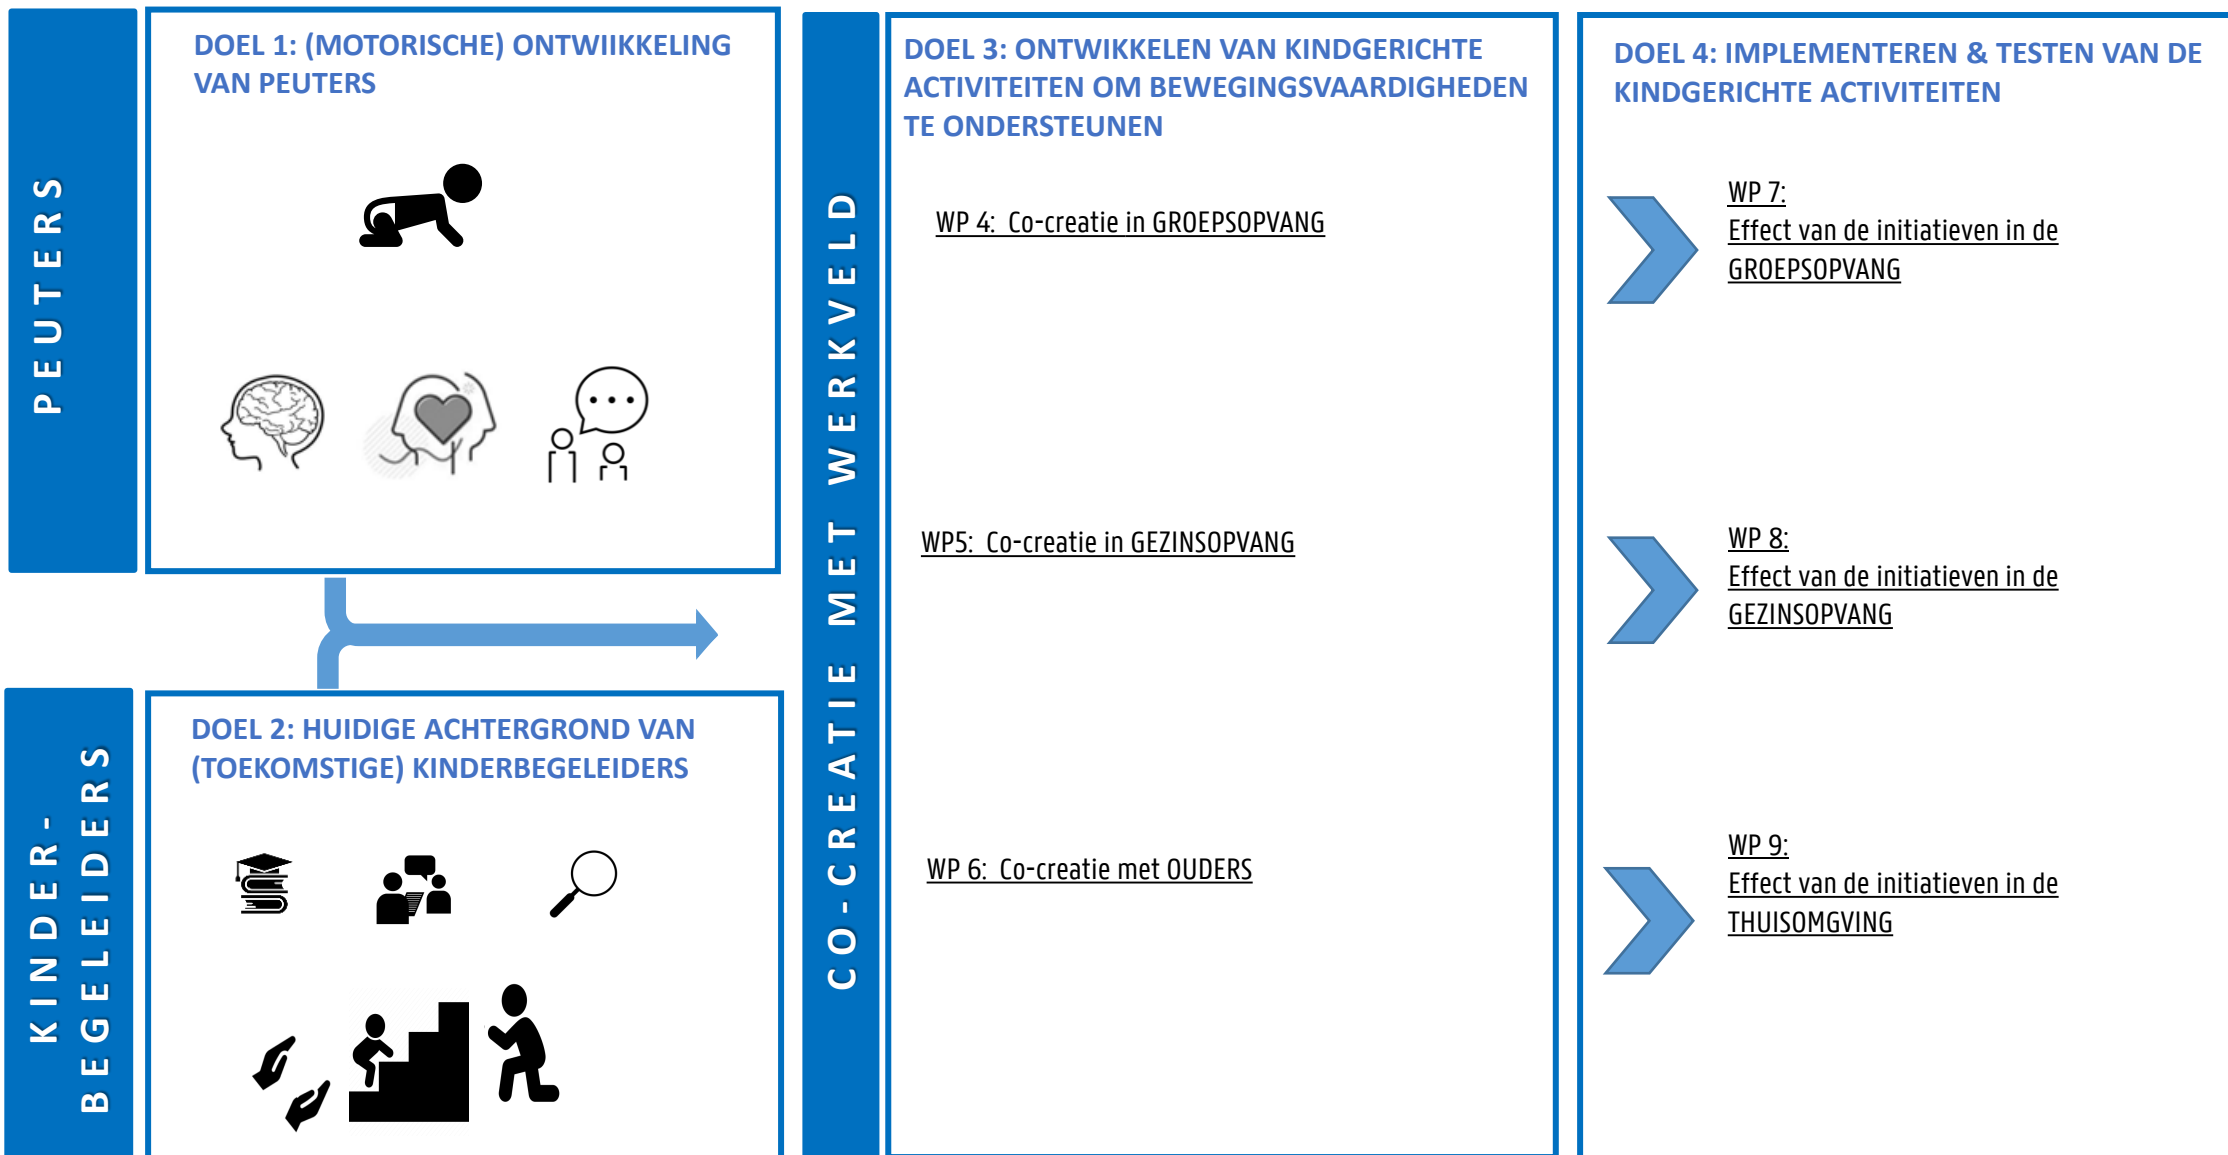 PEUTERS
DOEL 1: (MOTORISCHE) ONTWIIKKELING
VAN PEUTERS
KINDER-
BEGELEIDERS
DOEL 2: HUIDIGE ACHTERGROND VAN
(TOEKOMSTIGE) KINDERBEGELEIDERS
CO-CREATIE MET WERKVELD
DOEL 3: ONTWIKKELEN VAN KINDGERICHTE
ACTIVITEITEN OM BEWEGINGSVAARDIGHEDEN
TE ONDERSTEUNEN
WP 4: Co-creatie in GROEPSOPVANG
WP5: Co-creatie in GEZINSOPVANG
WP 6: Co-creatie met OUDERS
DOEL 4: IMPLEMENTEREN & TESTEN VAN DE
KINDGERICHTE ACTIVITEITEN
WP 7:
Effect van de initiatieven in de
GROEPSOPVANG
WP 8:
Effect van de initiatieven in de
GEZINSOPVANG
WP 9:
Effect van de initiatieven in de
THUISOMGVING